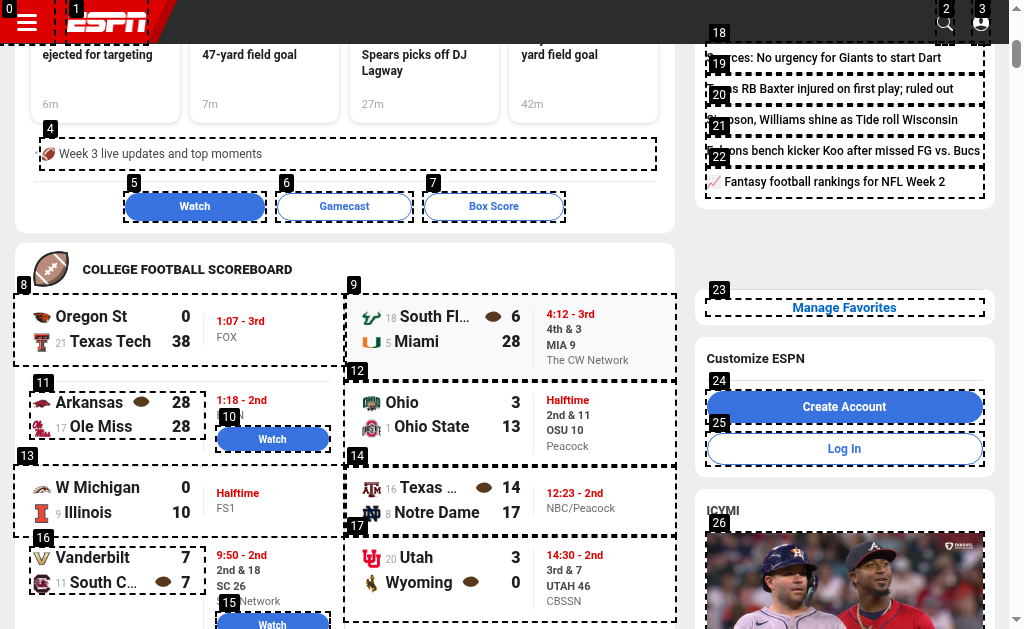 0
1
ESPN
2
3
ejected for targeting
6m
47-yard field goal
7m
Spears picks off DJ
Lagway
27m
yard field goal
42m
4
Week 3 live updates and top moments
5
Watch
6
Gamecast
7
Box Score
COLLEGE FOOTBALL SCOREBOARD
8
Oregon St 0
21 Texas Tech 38
1:07 - 3rd
FOX
9
18 South Fl... 6
5 Miami 28
4:12 - 3rd
4th & 3
MIA 9
The CW Network
11
Arkansas 28
17 Ole Miss 28
1:18 - 2nd
10
Watch
12
Ohio 3
1 Ohio State 13
Halftime
2nd & 11
OSU 10
Peacock
13
W Michigan 0
9 Illinois 10
Halftime
FS1
14
16 Texas ... 14
8 Notre Dame 17
12:23 - 2nd
NBC/Peacock
16
Vanderbilt 7
11 South C... 7
9:50 - 2nd
2nd & 18
SC 26
Network
15
Watch
17
20 Utah 3
Wyoming 0
14:30 - 2nd
3rd & 7
UTAH 46
CBSSN
18
No urgency for Giants to start Dart
19
RB Baxter injured on first play; ruled out
20
Williams shine as Tide roll Wisconsin
21
bench kicker Koo after missed FG vs. Bucs
22
Fantasy football rankings for NFL Week 2
23
Manage Favorites
Customize ESPN
24
Create Account
25
Log In
ICYMI
26